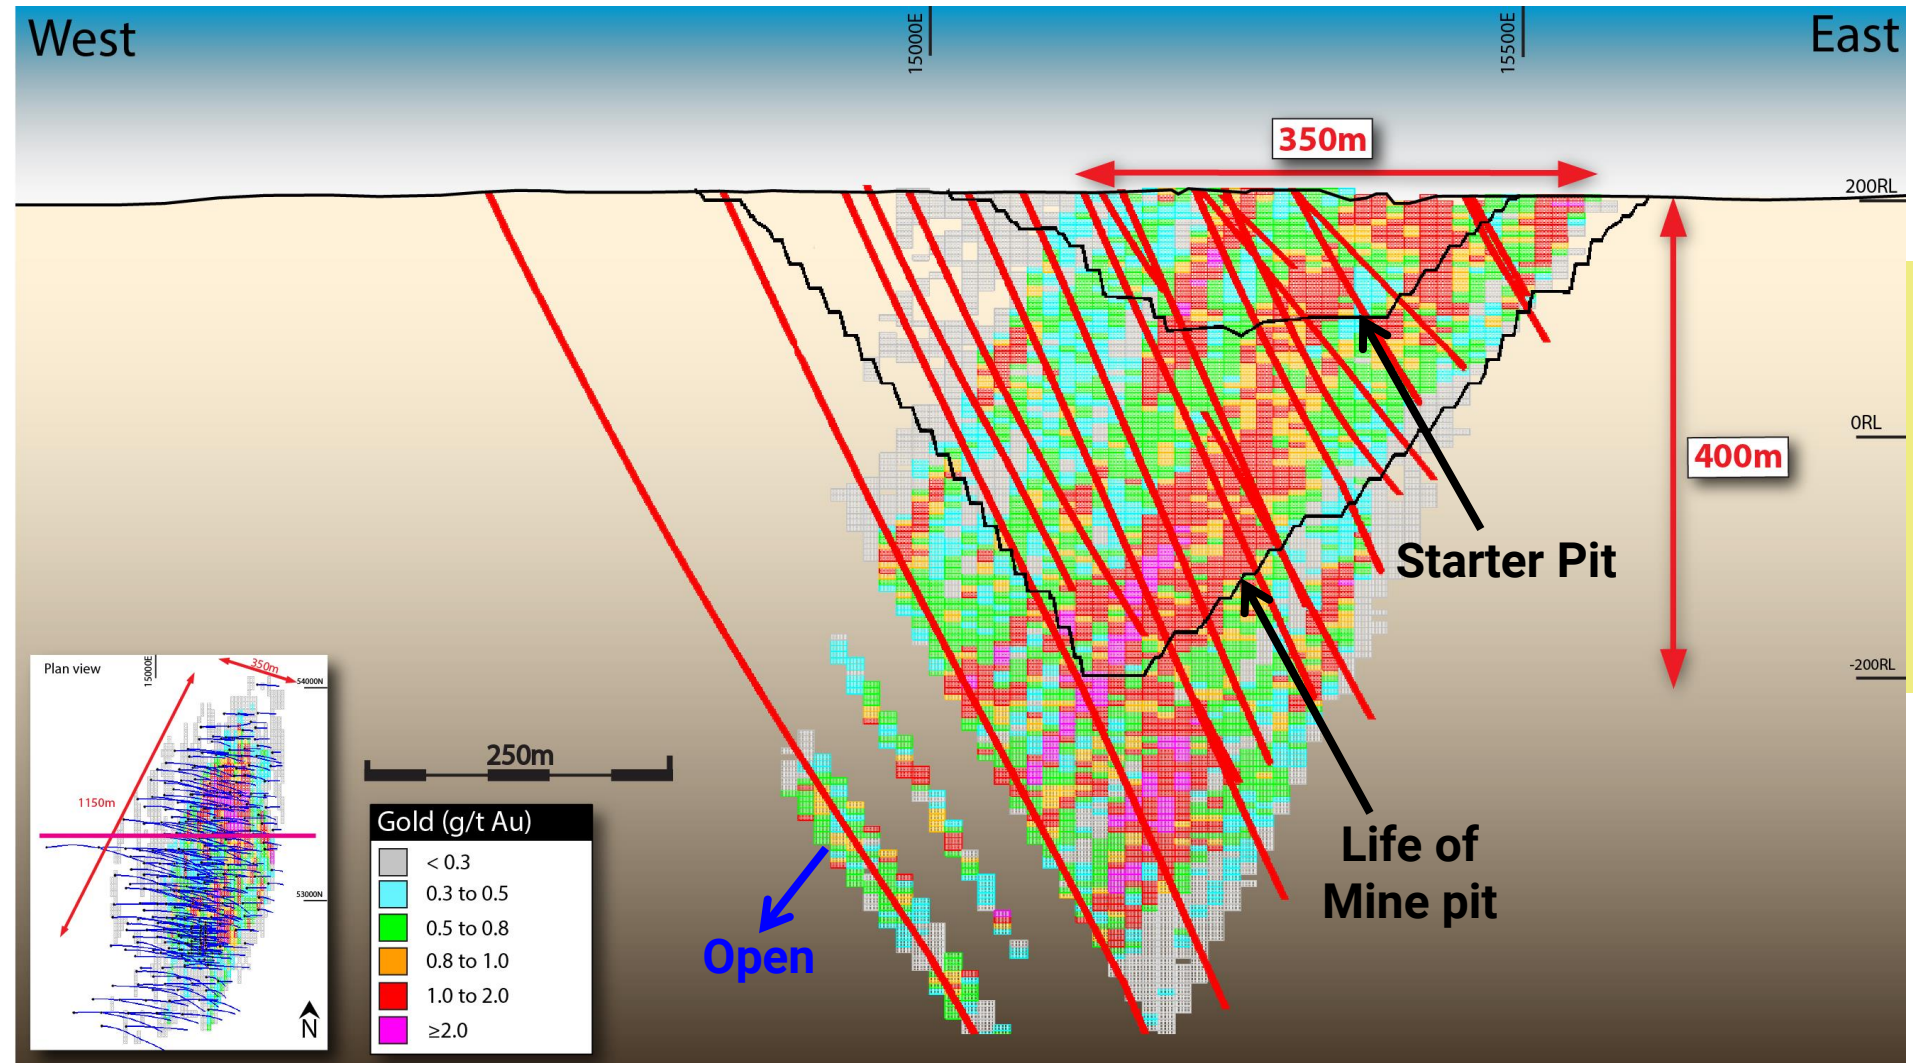 West
15000E
15500E
East
350m
200RL
0RL
400m
-200RL
Starter Pit
Life of
Mine pit
Open
250m
Gold (g/t Au)
< 0.3
0.3 to 0.5
0.5 to 0.8
0.8 to 1.0
1.0 to 2.0
≥2.0
Plan view
15000E
350m
54000N
1150m
53000N
N